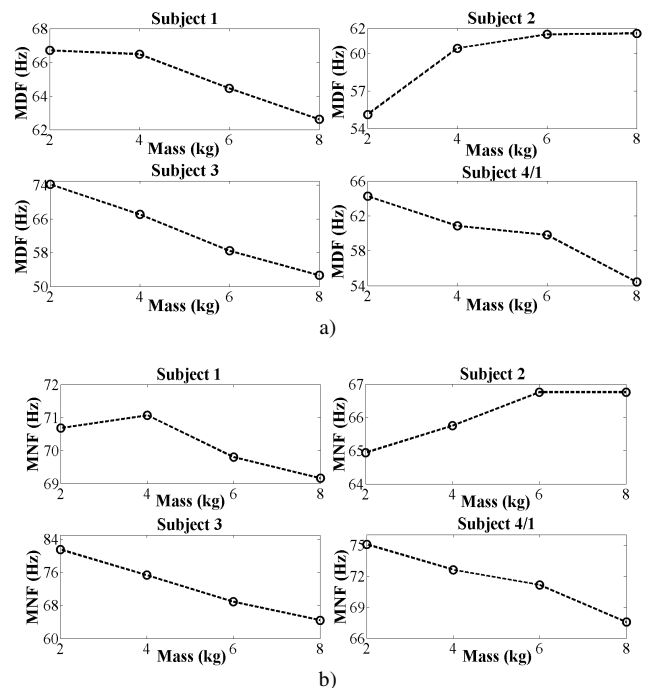 Subject 1
68
66
64
62
MDF (Hz)
2 4 6 8
Mass (kg)
Subject 2
62
60
57
54
MDF (Hz)
2 4 6 8
Mass (kg)
Subject 3
74
66
58
50
MDF (Hz)
2 4 6 8
Mass (kg)
Subject 4/1
66
62
58
54
MDF (Hz)
2 4 6 8
Mass (kg)
a)
Subject 1
72
71
70
69
MNF (Hz)
2 4 6 8
Mass (kg)
Subject 2
67
66
65
64
MNF (Hz)
2 4 6 8
Mass (kg)
Subject 3
84
76
68
60
MNF (Hz)
2 4 6 8
Mass (kg)
Subject 4/1
75
72
69
66
MNF (Hz)
2 4 6 8
Mass (kg)
b)